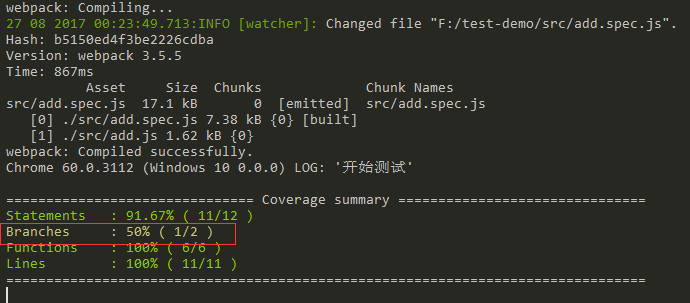 webpack: Compiling...
27 08 2017 00:23:49.713:INFO [watcher]: Changed file "F:/test-demo/src/add.spec.js".
Hash: b5150ed4f3be2226cdba
Version: webpack 3.5.5
Time: 867ms
Asset Size Chunks Chunk Names
src/add.spec.js 17.1 kB 0 [emitted] src/add.spec.js
[0] ./src/add.spec.js 7.38 kB {0} [built]
[1] ./src/add.js 1.62 kB {0}
webpack: Compiled successfully.
Chrome 60.0.3112 (Windows 10 0.0.0) LOG: '开始测试'
=============================== Coverage summary ===============================
Statements : 91.67% ( 11/12 )
Branches : 50% ( 1/2 )
Functions : 100% ( 6/6 )
Lines : 100% ( 11/11 )
================================================================================